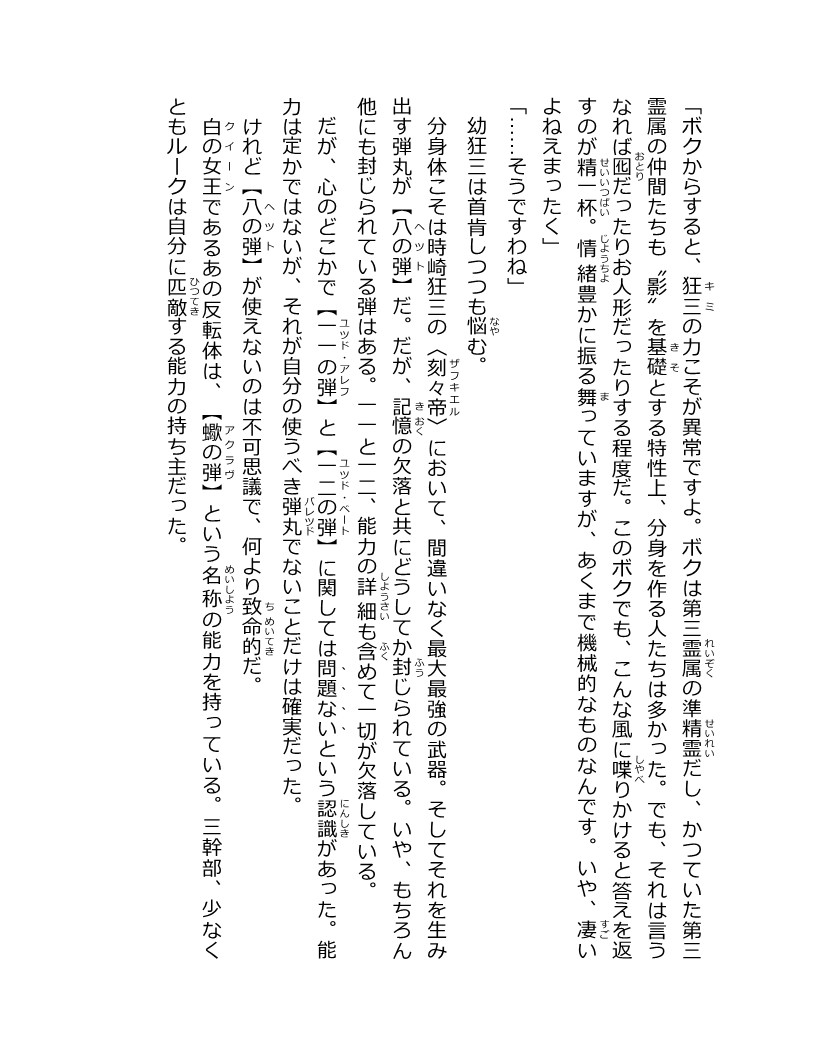 「ボクからすると、狂三の力こそが異常ですよ。ボクは第三霊属の準精霊だし、かつていた第三
霊属の仲間たちも〝影〟を基礎とする特性上、分身を作る人たちは多かった。でも、それは言う
なれば囮だったりお人形だったりする程度だ。このボクでも、こんな風に喋りかけると答えを返
すのが精一杯。情緒豊かに振る舞っていますが、あくまで機械的なものなんです。いや、凄い
よねえまったく」
「……そうですわね」
幼狂三は首肯しつつも悩む。
分身体こそは時崎狂三の〈刻々帝〉において、間違いなく最大最強の武器。そしてそれを生み
出す弾丸が【八の弾】だ。だが、記憶の欠落と共にどうしてか封じられている。いや、もちろん
他にも封じられている弾はある。一一と一二、能力の詳細も含めて一切が欠落している。
だが、心のどこかで【一一の弾】と【一二の弾】に関しては問題ないという認識があった。能
力は定かではないが、それが自分の使うべき弾丸でないことだけは確実だった。
けれど【八の弾】が使えないのは不可思議で、何より致命的だ。
白の女王であるあの反転体は、【蠍の弾】という名称の能力を持っている。三幹部、少なく
ともルークは自分に匹敵する能力の持ち主だった。